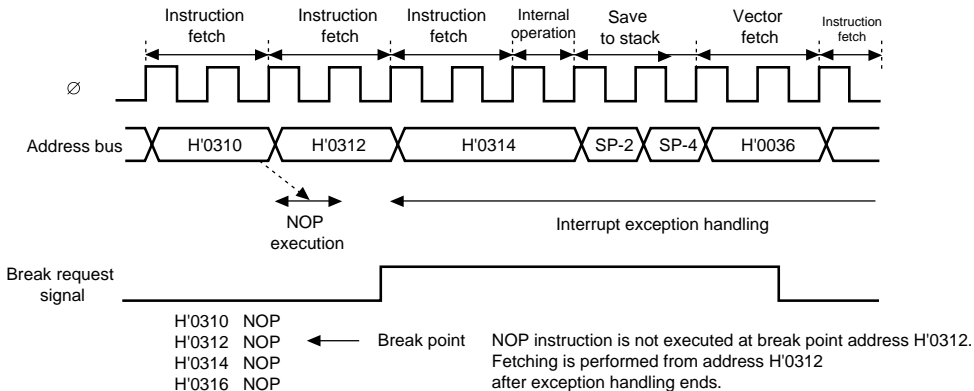 Instruction fetch
Instruction fetch
Instruction fetch
Internal operation
Save to stack
Vector fetch
Instruction fetch
∅
Address bus
H'0310
H'0312
H'0314
SP-2
SP-4
H'0036
NOP execution
Interrupt exception handling
Break request signal
H'0310 NOP
H'0312 NOP
H'0314 NOP
H'0316 NOP
Break point
NOP instruction is not executed at break point address H'0312.
Fetching is performed from address H'0312
after exception handling ends.